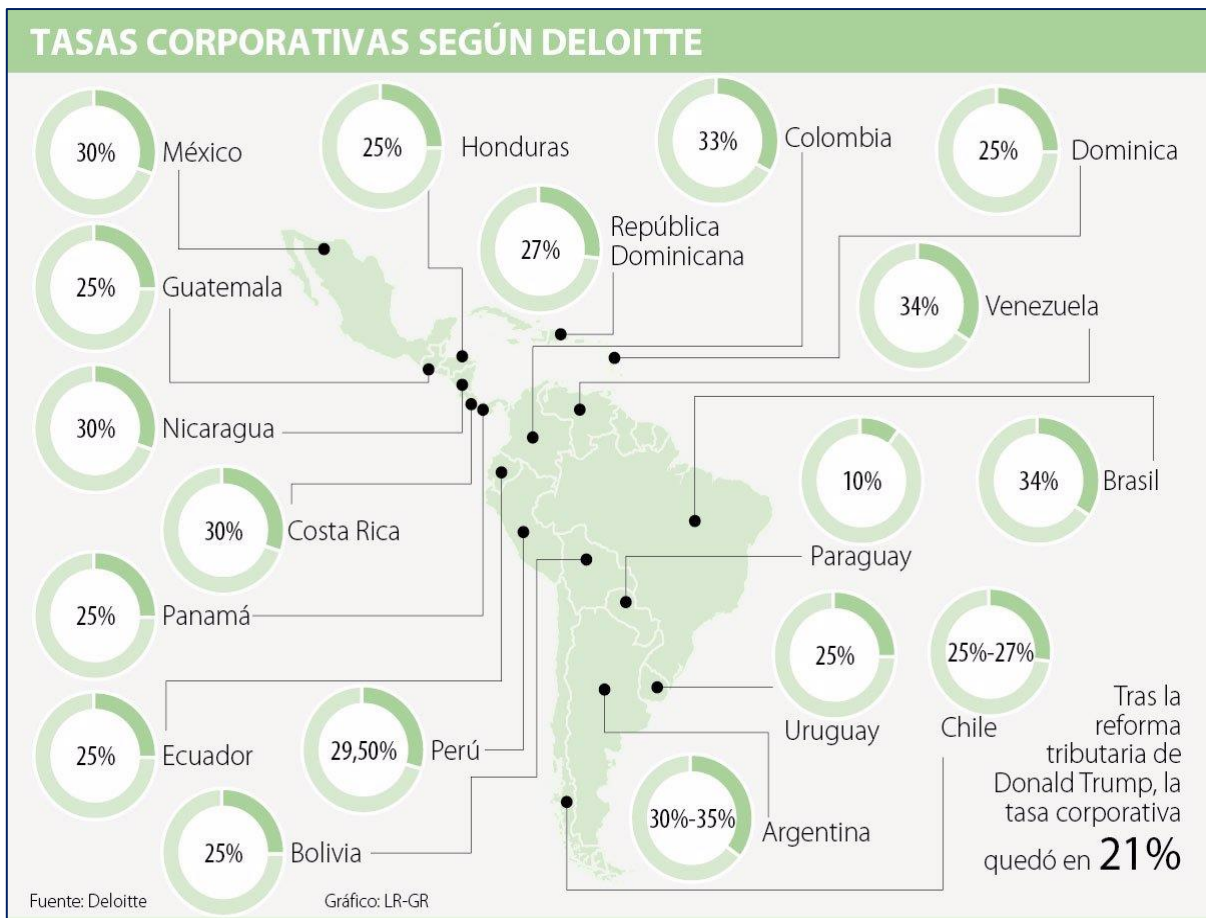 TASAS CORPORATIVAS SEGÚN DELOITTE
30%
México
25%
Honduras
33%
Colombia
25%
Dominica
27%
República
Dominicana
25%
Guatemala
34%
Venezuela
30%
Nicaragua
10%
Paraguay
34%
Brasil
30%
Costa Rica
25%
Panamá
25%
Uruguay
25%-27%
Chile
25%
Ecuador
29,50%
Perú
30%-35%
Argentina
25%
Bolivia
Tras la
reforma
tributaria de
Donald Trump, la
tasa corporativa
quedó en 21%
Fuente: Deloitte
Gráfico: LR-GR